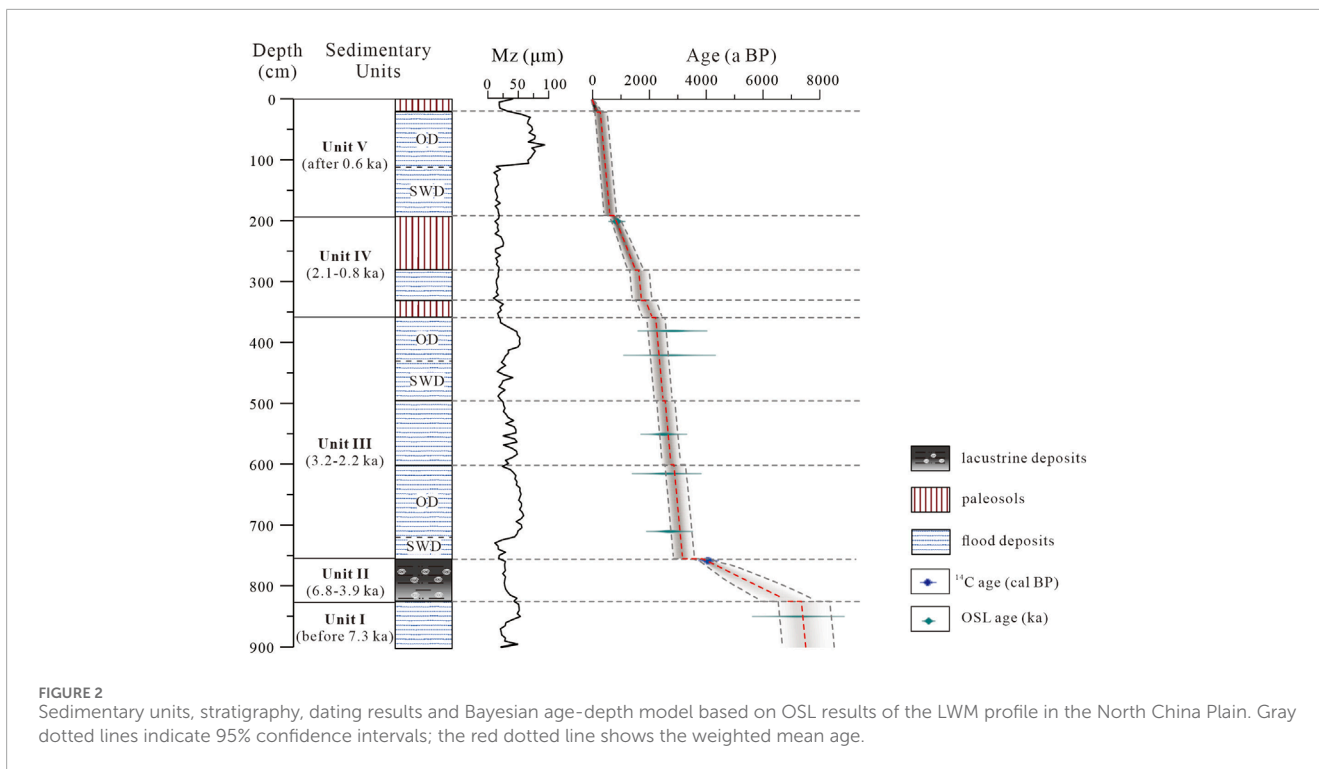 Depth
(cm)
Sedimentary
Units
Mz (μm)
Age (a BP)
0 50 100
0 2000 4000 6000 8000
0
100
200
300
400
500
600
700
800
900
Unit V
(after 0.6 ka)
OD
SWD
Unit IV
(2.1-0.8 ka)
Unit III
(3.2-2.2 ka)
OD
SWD
OD
SWD
Unit II
(6.8-3.9 ka)
Unit I
(before 7.3 ka)
lacustrine deposits
paleosols
flood deposits
¹⁴C age (cal BP)
OSL age (ka)
FIGURE 2
Sedimentary units, stratigraphy, dating results and Bayesian age-depth model based on OSL results of the LWM profile in the North China Plain. Gray
dotted lines indicate 95% confidence intervals; the red dotted line shows the weighted mean age.